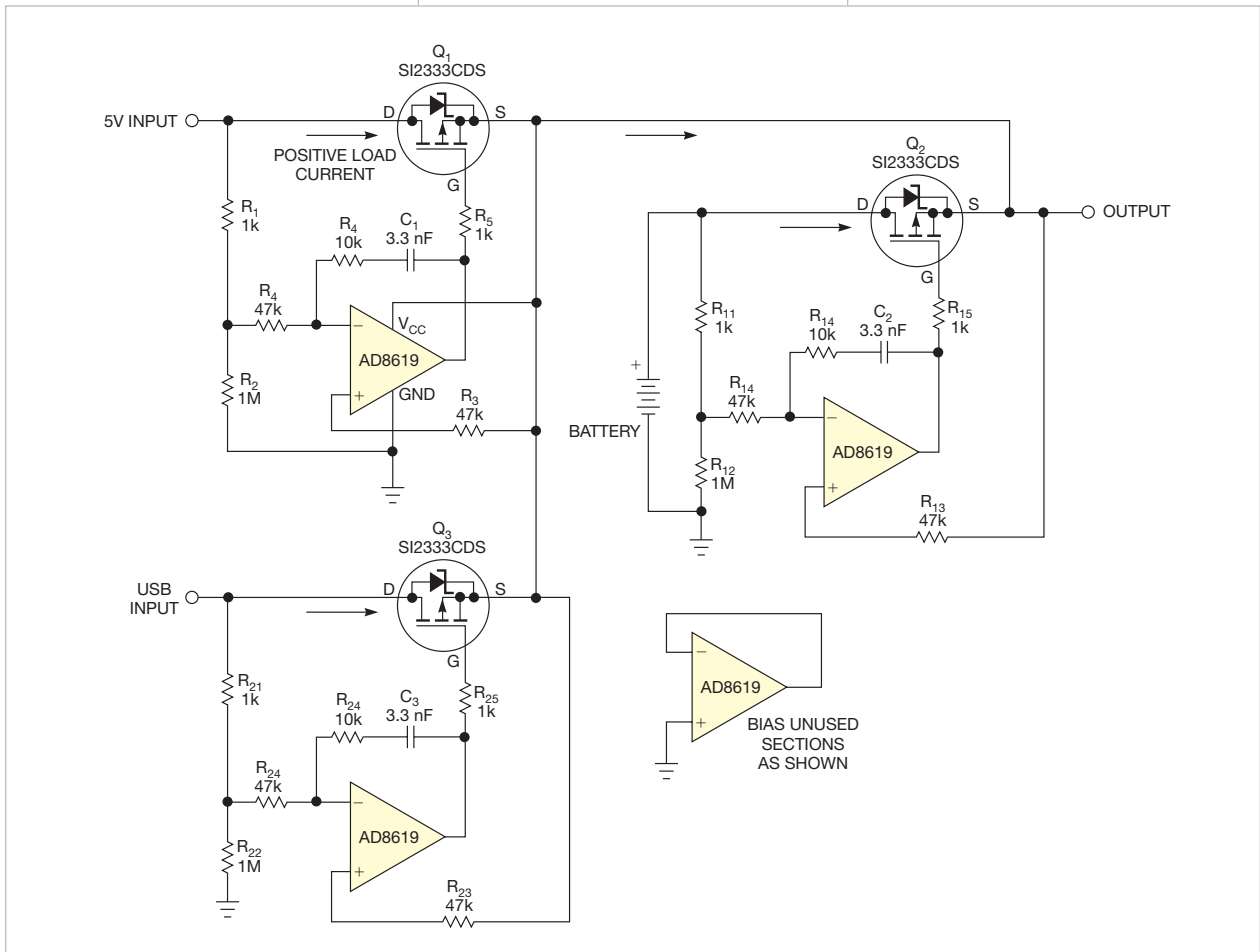 Q1
SI2333CDS
5V INPUT
D
S
POSITIVE LOAD
CURRENT
G
R1
1k
R4
10k
C1
3.3 nF
R5
1k
R4
47k
−
VCC
AD8619
GND
+
R2
1M
R3
47k
Q2
SI2333CDS
D
S
OUTPUT
G
R11
1k
R14
10k
C2
3.3 nF
R15
1k
+
BATTERY
R14
47k
−
AD8619
+
R12
1M
R13
47k
Q3
SI2333CDS
USB
INPUT
D
S
G
R21
1k
R24
10k
C3
3.3 nF
R25
1k
R24
47k
−
AD8619
+
R22
1M
R23
47k
−
AD8619
+
BIAS UNUSED
SECTIONS
AS SHOWN